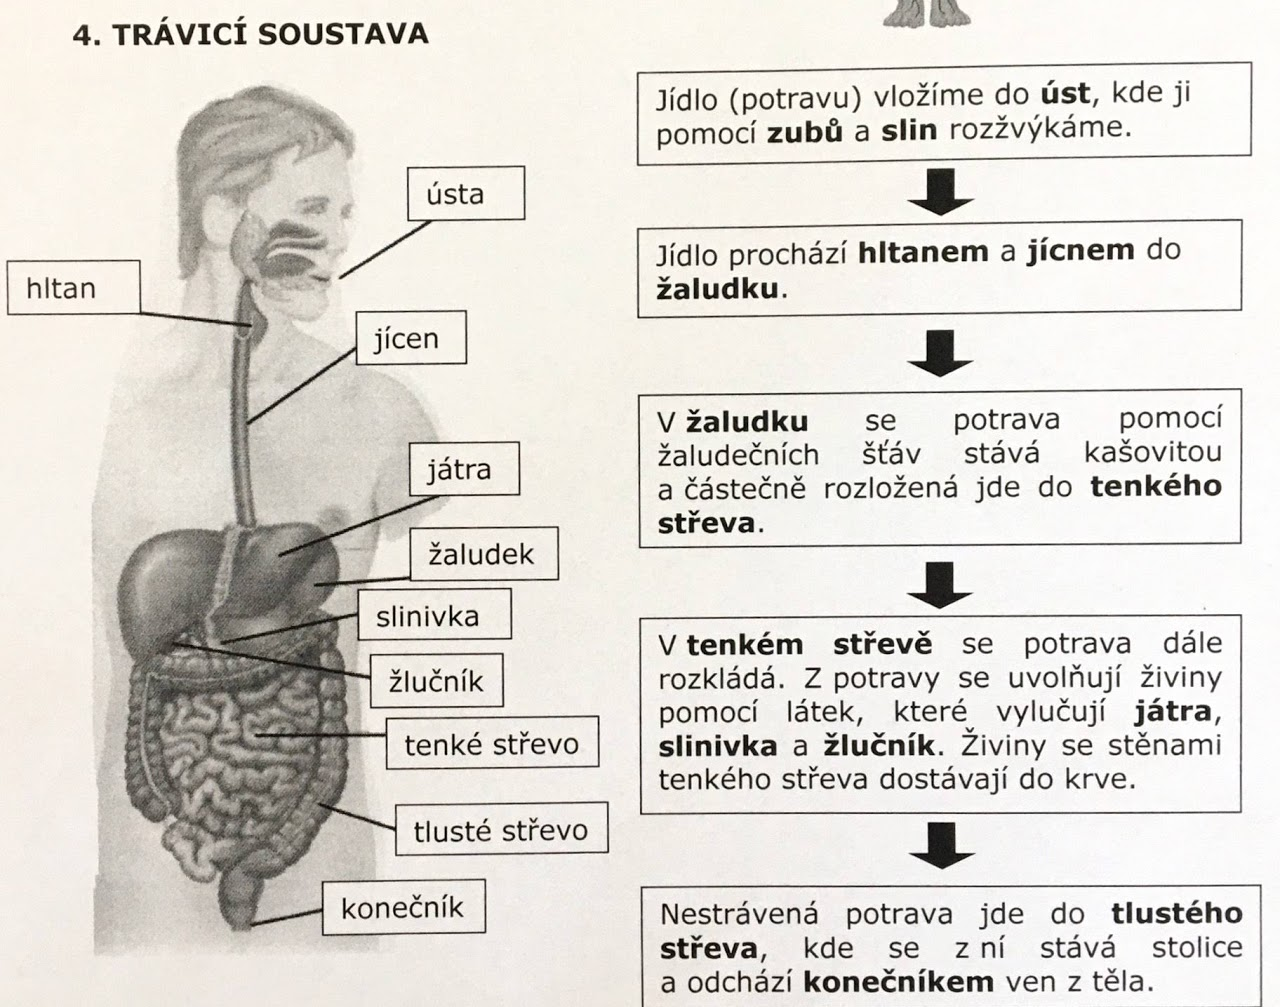 4. TRÁVICÍ SOUSTAVA
ústa
hltan
jícen
játra
žaludek
slinivka
žlučník
tenké střevo
tlusté střevo
konečník
Jídlo (potravu) vložíme do úst, kde ji
pomocí zubů a slin rozžvýkáme.
Jídlo prochází hltanem a jícnem do
žaludku.
V žaludku se potrava pomocí
žaludečních šťáv stává kašovitou
a částečně rozložená jde do tenkého
střeva.
V tenkém střevě se potrava dále
rozkládá. Z potravy se uvolňují živiny
pomocí látek, které vylučují játra,
slinivka a žlučník. Živiny se stěnami
tenkého střeva dostávají do krve.
Nestrávená potrava jde do tlustého
střeva, kde se z ní stává stolice
a odchází konečníkem ven z těla.